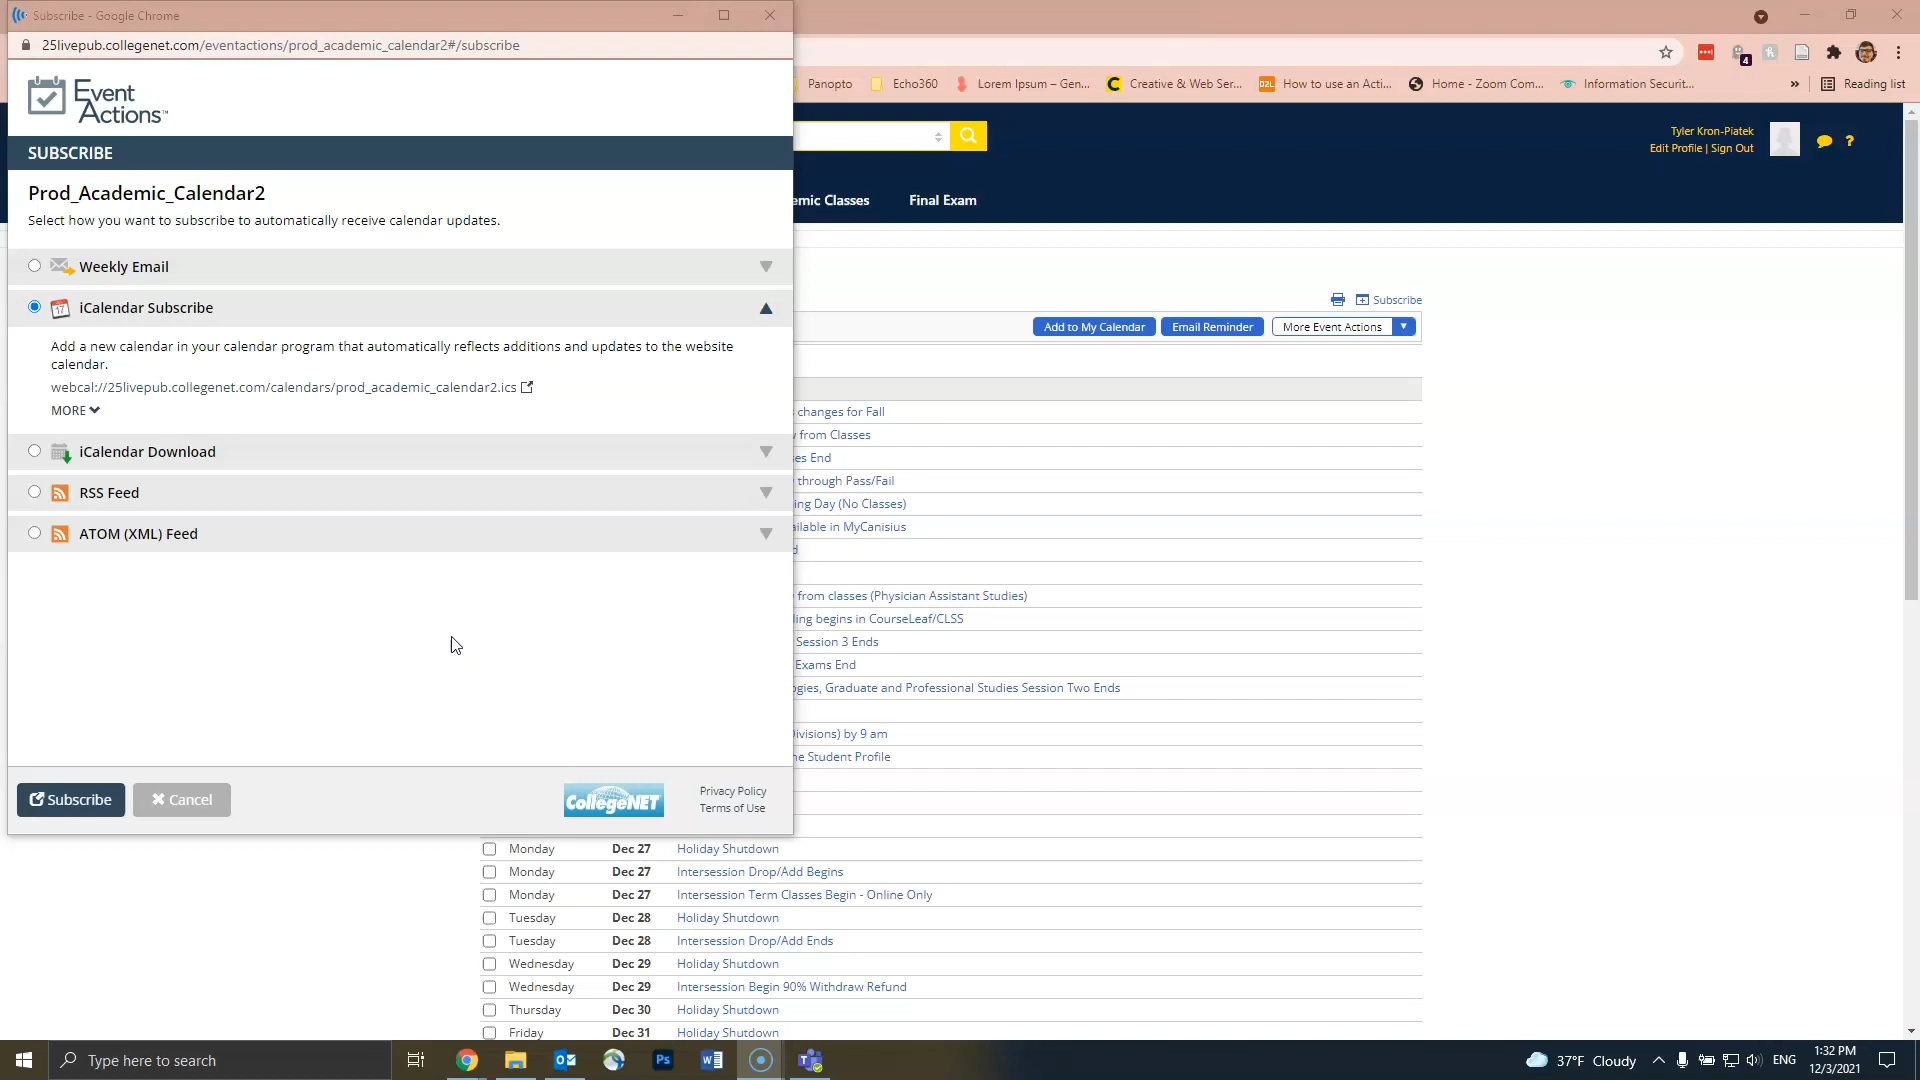 Subscribe - Google Chrome
25livepub.collegenet.com/eventactions/prod_academic_calendar2#/subscribe
Event
Actions™
SUBSCRIBE
Prod_Academic_Calendar2
Select how you want to subscribe to automatically receive calendar updates.
Weekly Email
iCalendar Subscribe
Add a new calendar in your calendar program that automatically reflects additions and updates to the website
calendar.
webcal://25livepub.collegenet.com/calendars/prod_academic_calendar2.ics
MORE
iCalendar Download
RSS Feed
ATOM (XML) Feed
Subscribe
Cancel
CollegeNET
Privacy Policy
Terms of Use
4
Panopto
Echo360
Lorem Ipsum – Gen...
Creative & Web Ser...
D2L
How to use an Acti...
Home - Zoom Com...
Information Securit...
»
Reading list
Tyler Kron-Piatek
Edit Profile | Sign Out
?
emic Classes
Final Exam
Subscribe
Add to My Calendar
Email Reminder
More Event Actions
changes for Fall
from Classes
es End
through Pass/Fail
ing Day (No Classes)
ailable in MyCanisius
d
from classes (Physician Assistant Studies)
ling begins in CourseLeaf/CLSS
Session 3 Ends
Exams End
ogies, Graduate and Professional Studies Session Two Ends
Divisions) by 9 am
he Student Profile
Monday Dec 27 Holiday Shutdown
Monday Dec 27 Intersession Drop/Add Begins
Monday Dec 27 Intersession Term Classes Begin - Online Only
Tuesday Dec 28 Holiday Shutdown
Tuesday Dec 28 Intersession Drop/Add Ends
Wednesday Dec 29 Holiday Shutdown
Wednesday Dec 29 Intersession Begin 90% Withdraw Refund
Thursday Dec 30 Holiday Shutdown
Friday Dec 31 Holiday Shutdown
Type here to search
Ps
37°F Cloudy
ENG
1:32 PM
12/3/2021